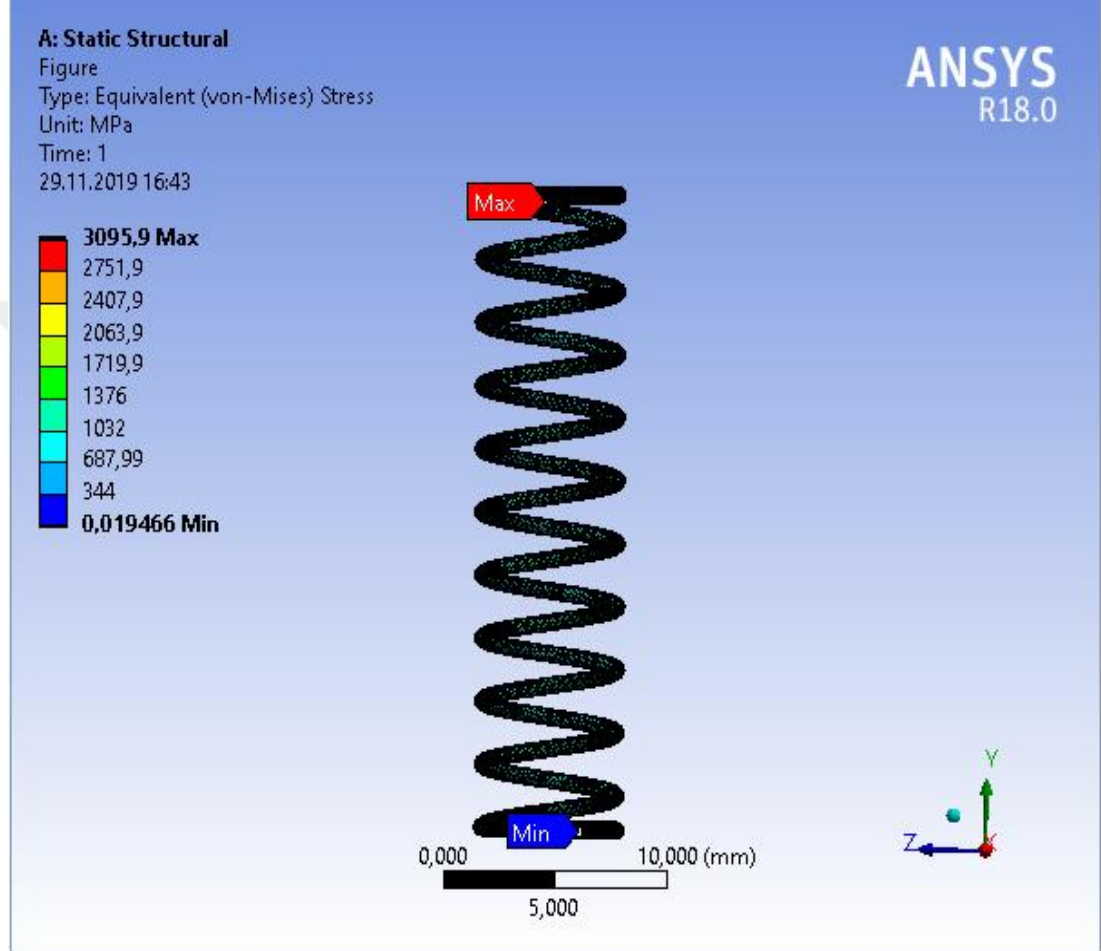 A: Static Structural
Figure
Type: Equivalent (von-Mises) Stress
Unit: MPa
Time: 1
29.11.2019 16:43
ANSYS
R18.0
3095,9 Max
2751,9
2407,9
2063,9
1719,9
1376
1032
687,99
344
0,019466 Min
Max
Min
0,000
10,000 (mm)
5,000
Y
Z
X